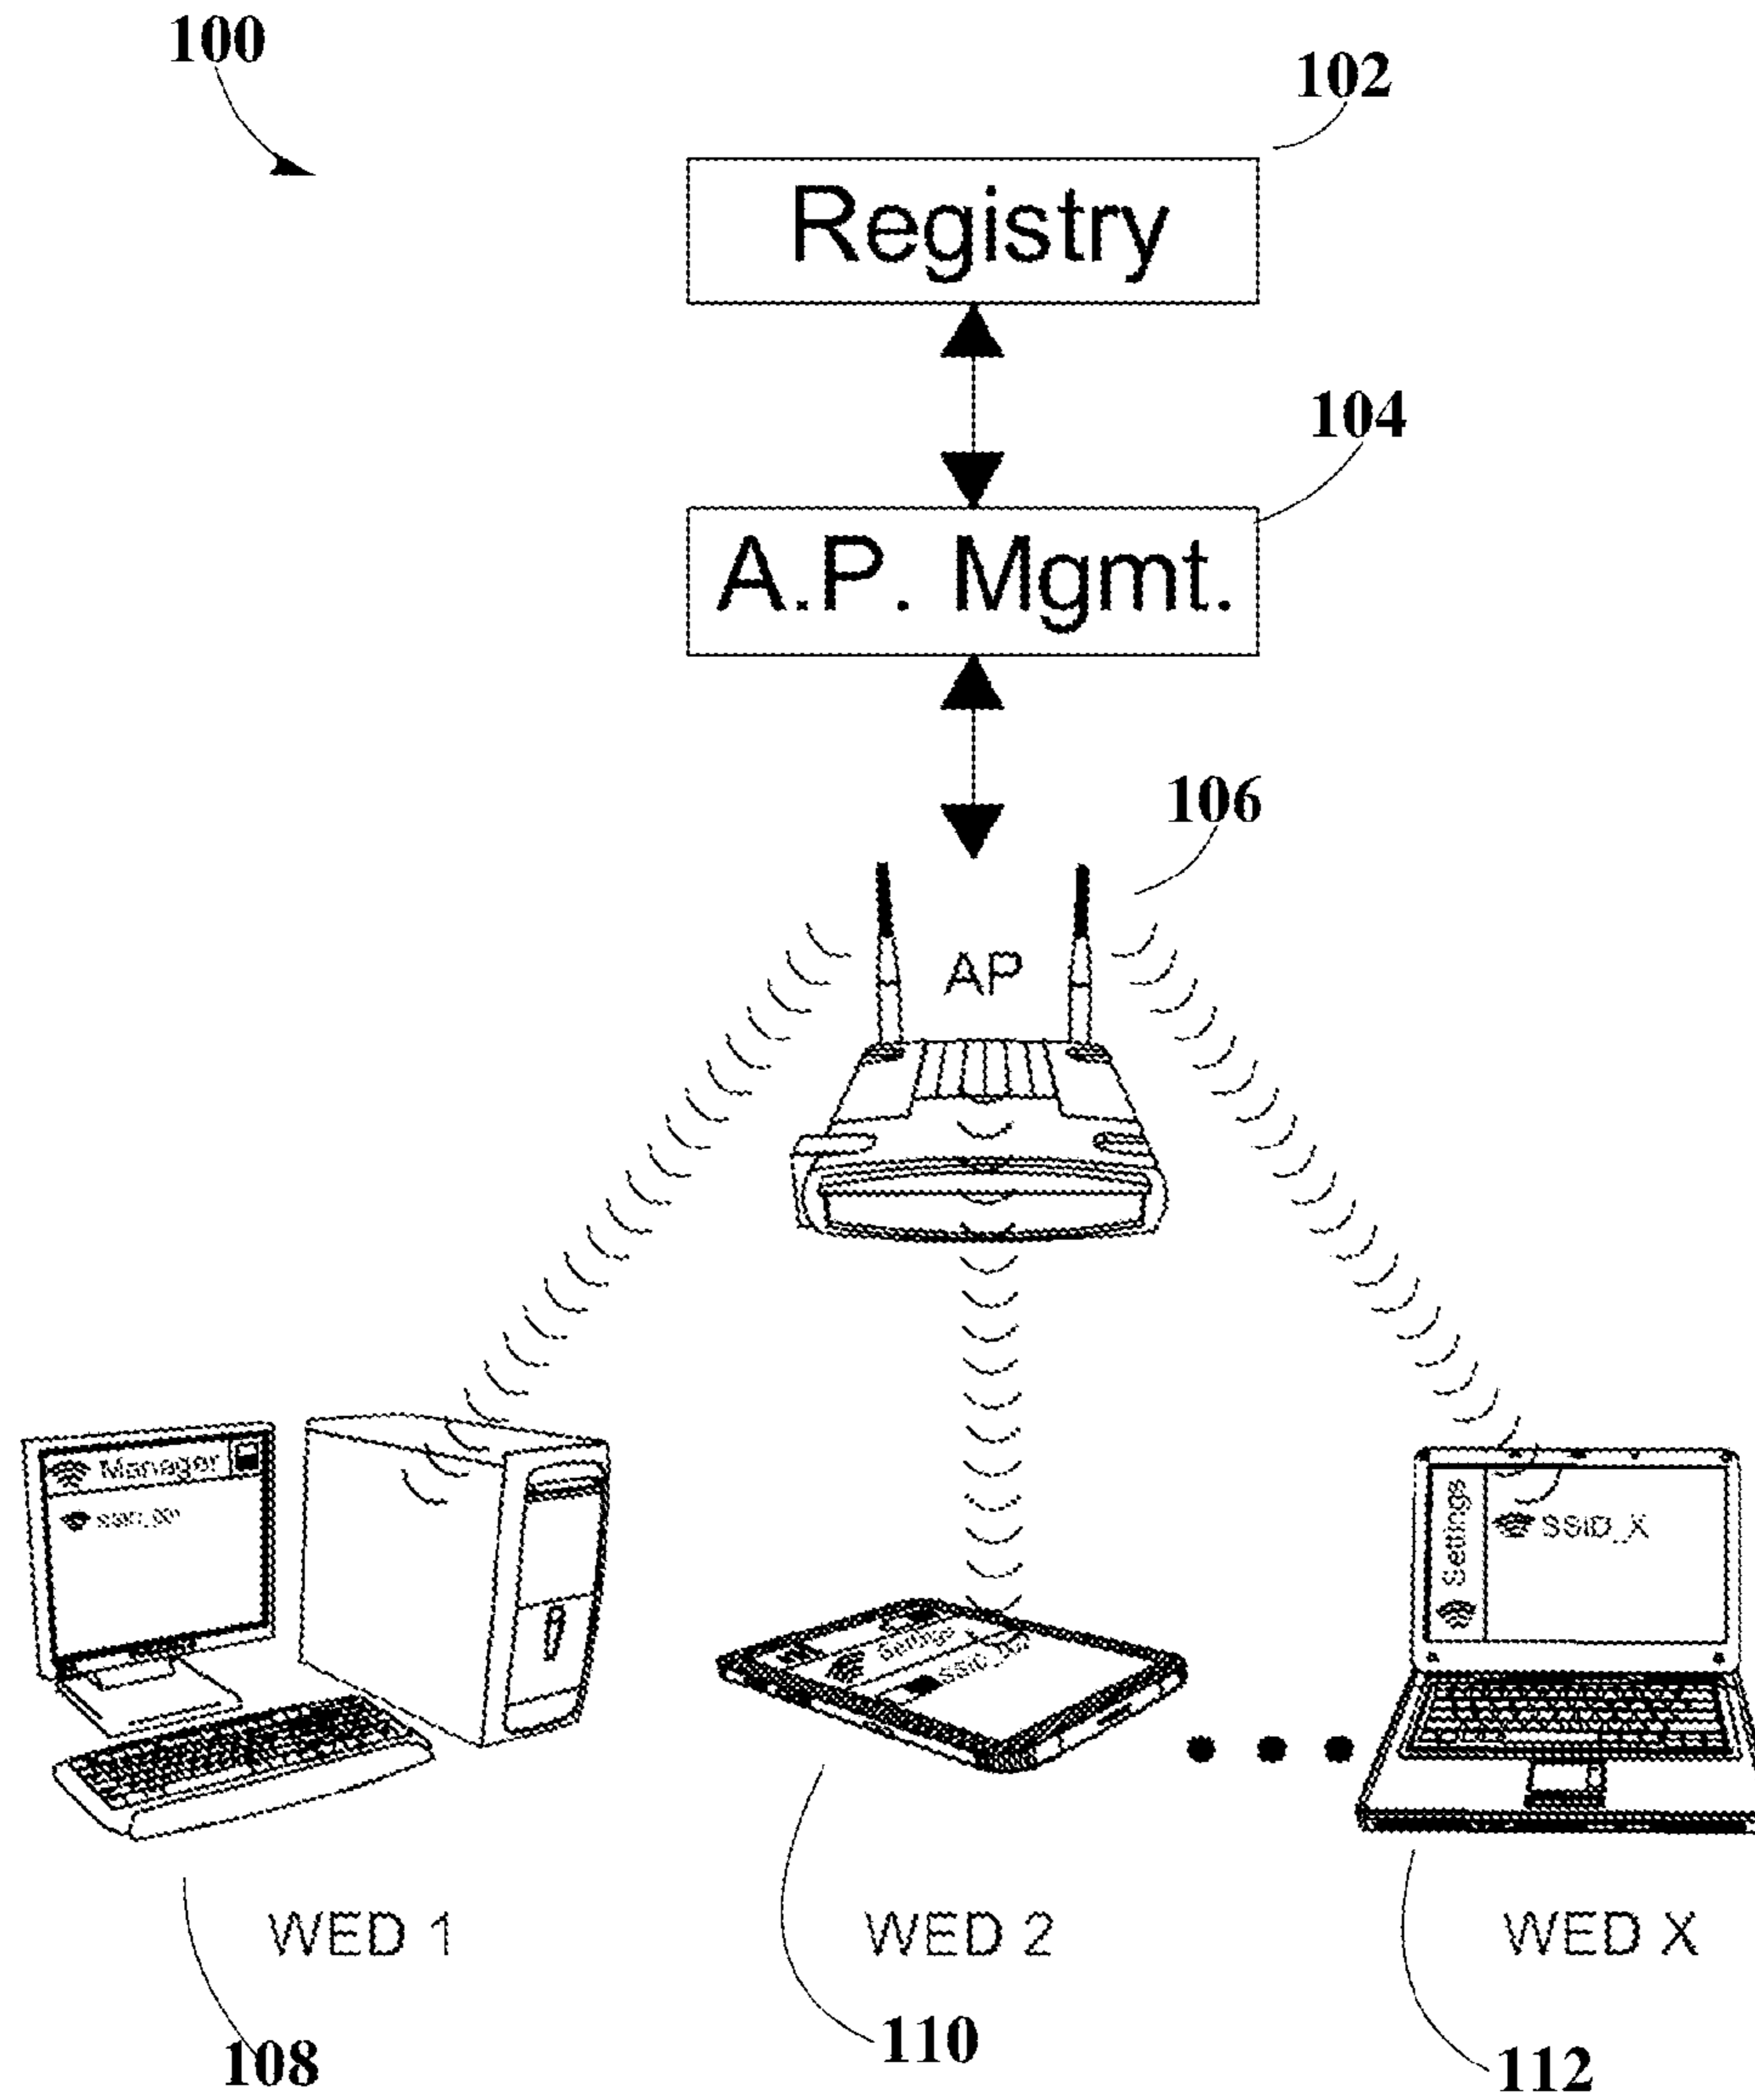 100
102
Registry
104
A.P. Mgmt.
106
AP
Manager
Settings
SSID_X
Settings
WED 1
WED 2
WED X
108
110
112